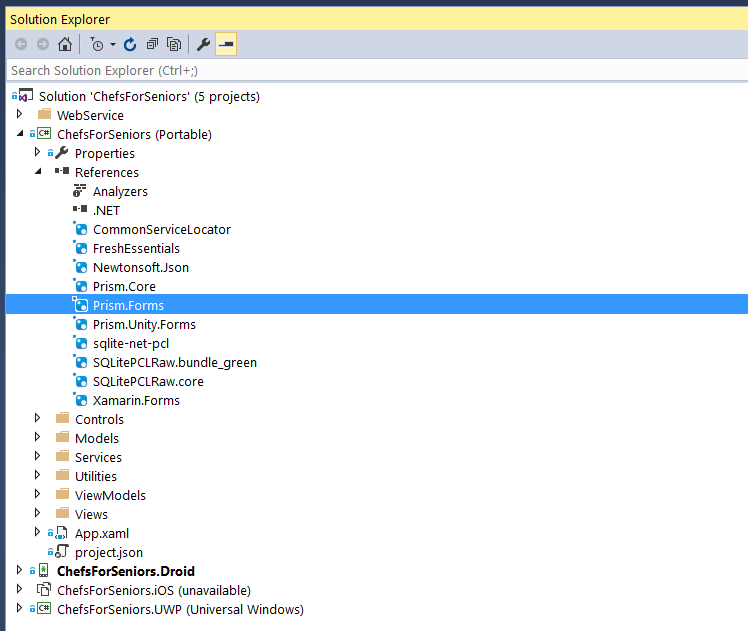 Solution Explorer
Search Solution Explorer (Ctrl+;)
Solution 'ChefsForSeniors' (5 projects)
WebService
ChefsForSeniors (Portable)
Properties
References
Analyzers
.NET
CommonServiceLocator
FreshEssentials
Newtonsoft.Json
Prism.Core
Prism.Forms
Prism.Unity.Forms
sqlite-net-pcl
SQLitePCLRaw.bundle_green
SQLitePCLRaw.core
Xamarin.Forms
Controls
Models
Services
Utilities
ViewModels
Views
App.xaml
project.json
ChefsForSeniors.Droid
ChefsForSeniors.iOS (unavailable)
ChefsForSeniors.UWP (Universal Windows)